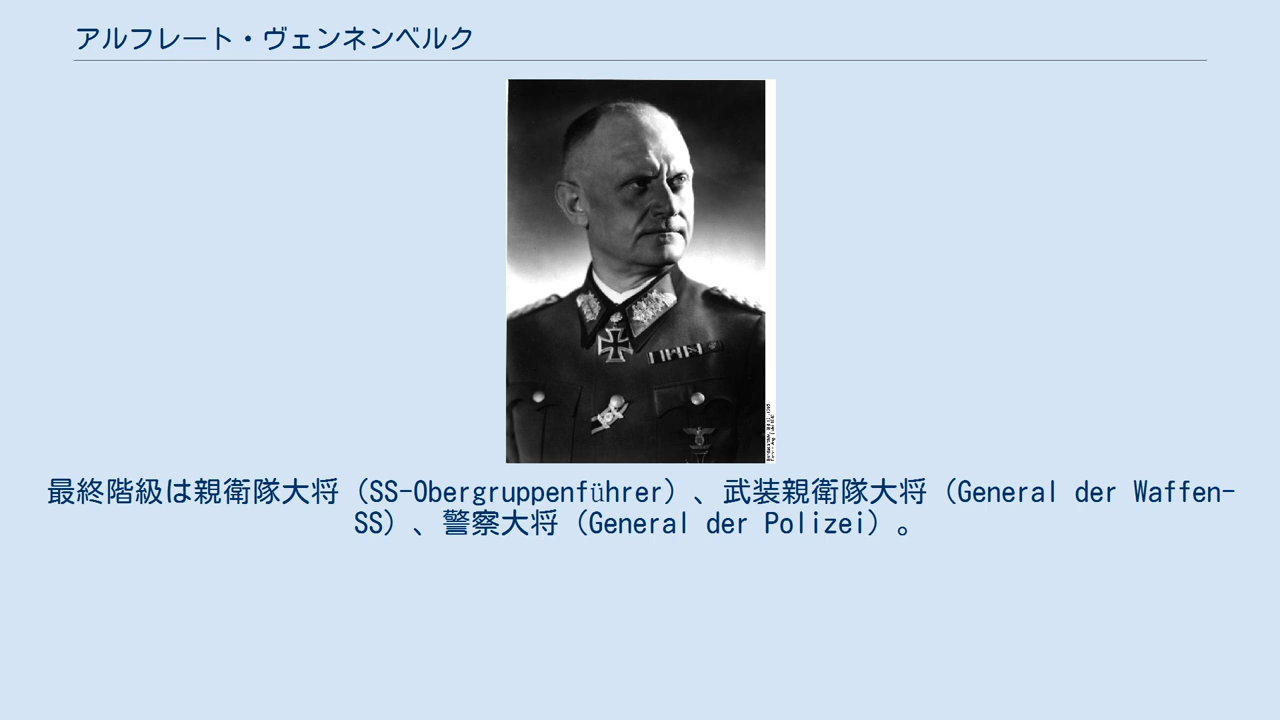 アルフレート・ヴェンネンベルク
最終階級は親衛隊大将（SS-Obergruppenführer）、武装親衛隊大将（General der Waffen-
SS）、警察大将（General der Polizei）。